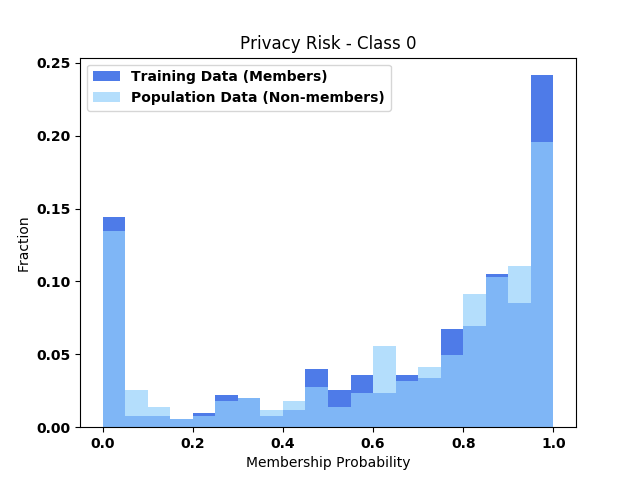 Privacy Risk - Class 0
Training Data (Members)
Population Data (Non-members)
Fraction
0.25
0.20
0.15
0.10
0.05
0.00
0.0 0.2 0.4 0.6 0.8 1.0
Membership Probability